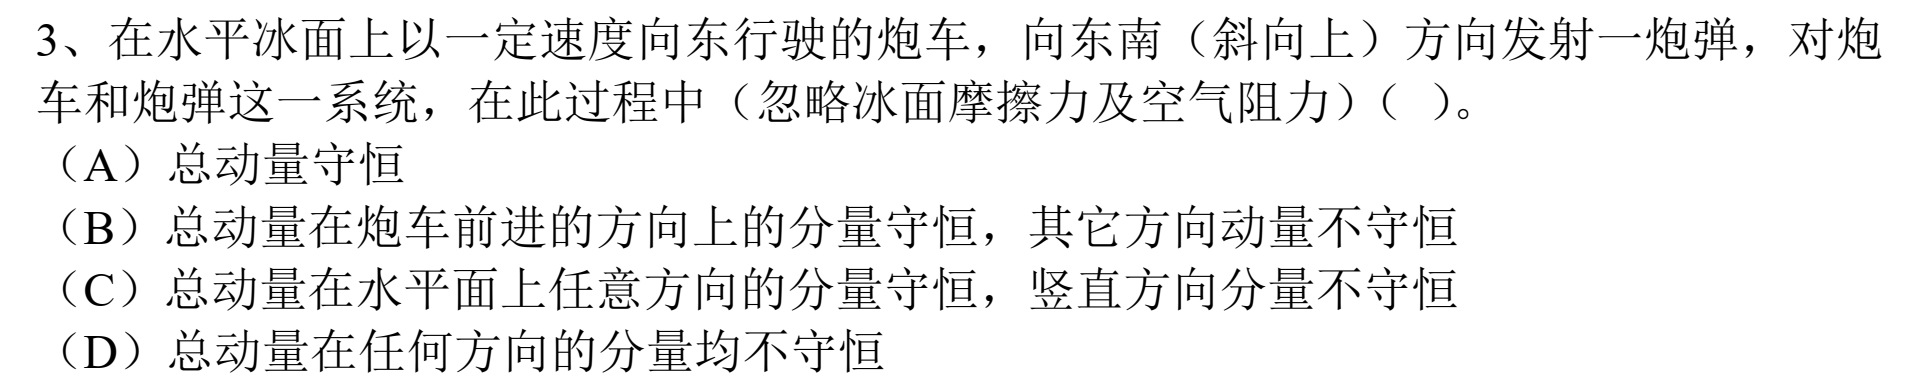 3、在水平冰面上以一定速度向东行驶的炮车，向东南（斜向上）方向发射一炮弹，对炮
车和炮弹这一系统，在此过程中（忽略冰面摩擦力及空气阻力）（  ）。
（A）总动量守恒
（B）总动量在炮车前进的方向上的分量守恒，其它方向动量不守恒
（C）总动量在水平面上任意方向的分量守恒，竖直方向分量不守恒
（D）总动量在任何方向的分量均不守恒